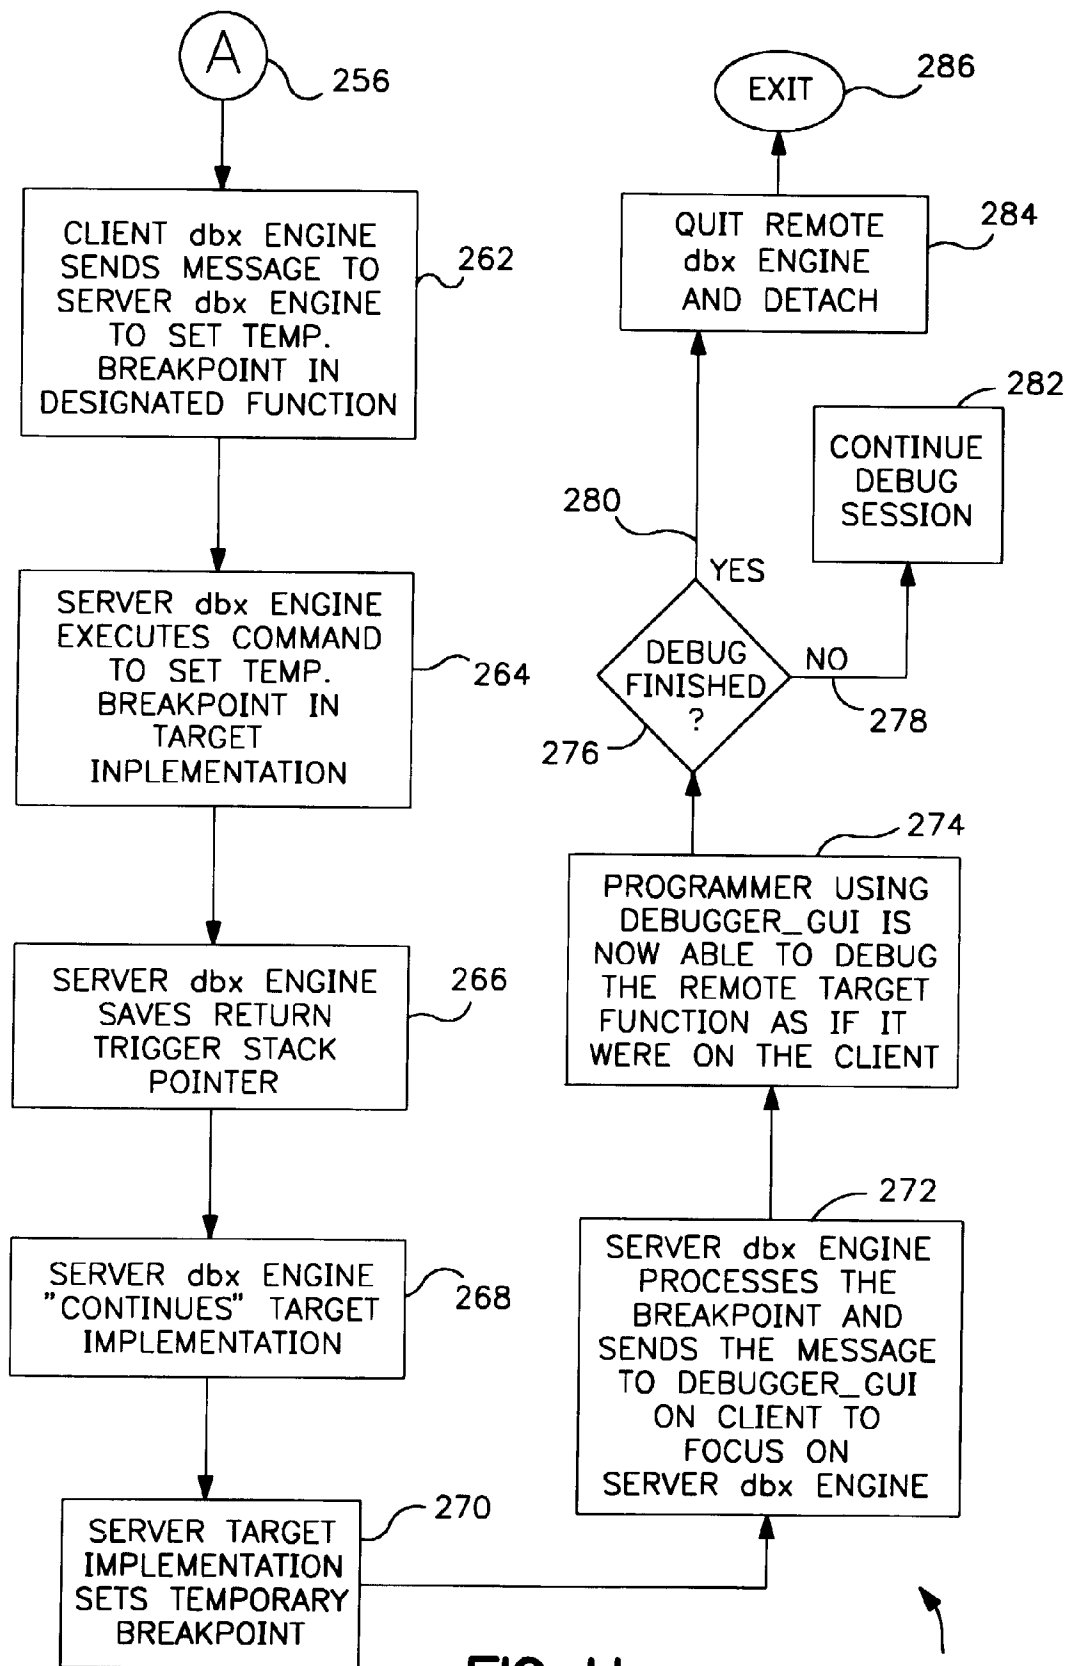 A
256
CLIENT dbx ENGINE
SENDS MESSAGE TO
SERVER dbx ENGINE
TO SET TEMP.
BREAKPOINT IN
DESIGNATED FUNCTION
262
SERVER dbx ENGINE
EXECUTES COMMAND
TO SET TEMP.
BREAKPOINT IN
TARGET
INPLEMENTATION
264
SERVER dbx ENGINE
SAVES RETURN
TRIGGER STACK
POINTER
266
SERVER dbx ENGINE
"CONTINUES" TARGET
IMPLEMENTATION
268
SERVER TARGET
IMPLEMENTATION
SETS TEMPORARY
BREAKPOINT
270
EXIT
286
QUIT REMOTE
dbx ENGINE
AND DETACH
284
282
CONTINUE
DEBUG
SESSION
280
YES
DEBUG
FINISHED
?
NO
278
276
274
PROGRAMMER USING
DEBUGGER_GUI IS
NOW ABLE TO DEBUG
THE REMOTE TARGET
FUNCTION AS IF IT
WERE ON THE CLIENT
272
SERVER dbx ENGINE
PROCESSES THE
BREAKPOINT AND
SENDS THE MESSAGE
TO DEBUGGER_GUI
ON CLIENT TO
FOCUS ON
SERVER dbx ENGINE